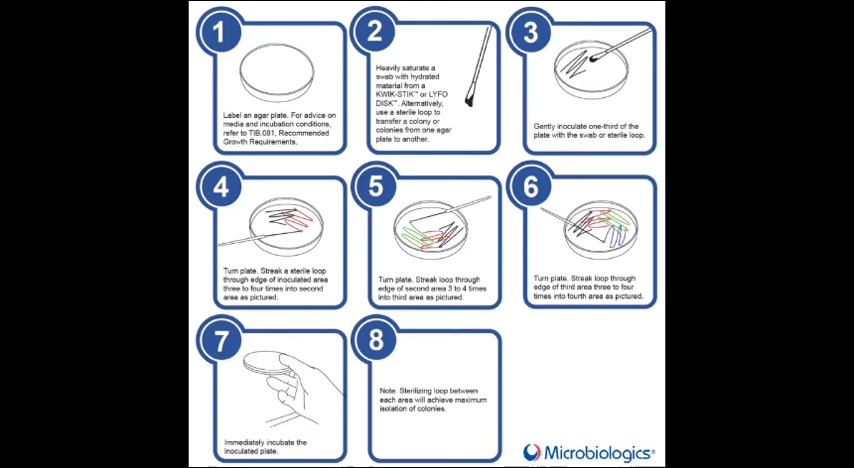 1
Label an agar plate. For advice on
media and incubation conditions,
refer to TIB.081, Recommended
Growth Requirements.
2
Heavily saturate a
swab with hydrated
material from a
KWIK-STIK™ or LYFO
DISK™. Alternatively,
use a sterile loop to
transfer a colony or
colonies from one agar
plate to another.
3
Gently inoculate one-third of the
plate with the swab or sterile loop.
4
Turn plate. Streak a sterile loop
through edge of inoculated area
three to four times into second
area as pictured.
5
Turn plate. Streak loop through
edge of second area 3 to 4 times
into third area as pictured.
6
Turn plate. Streak loop through
edge of third area three to four
times into fourth area as pictured.
7
Immediately incubate the
inoculated plate.
8
Note: Sterilizing loop between
each area will achieve maximum
isolation of colonies.
Microbiologics®